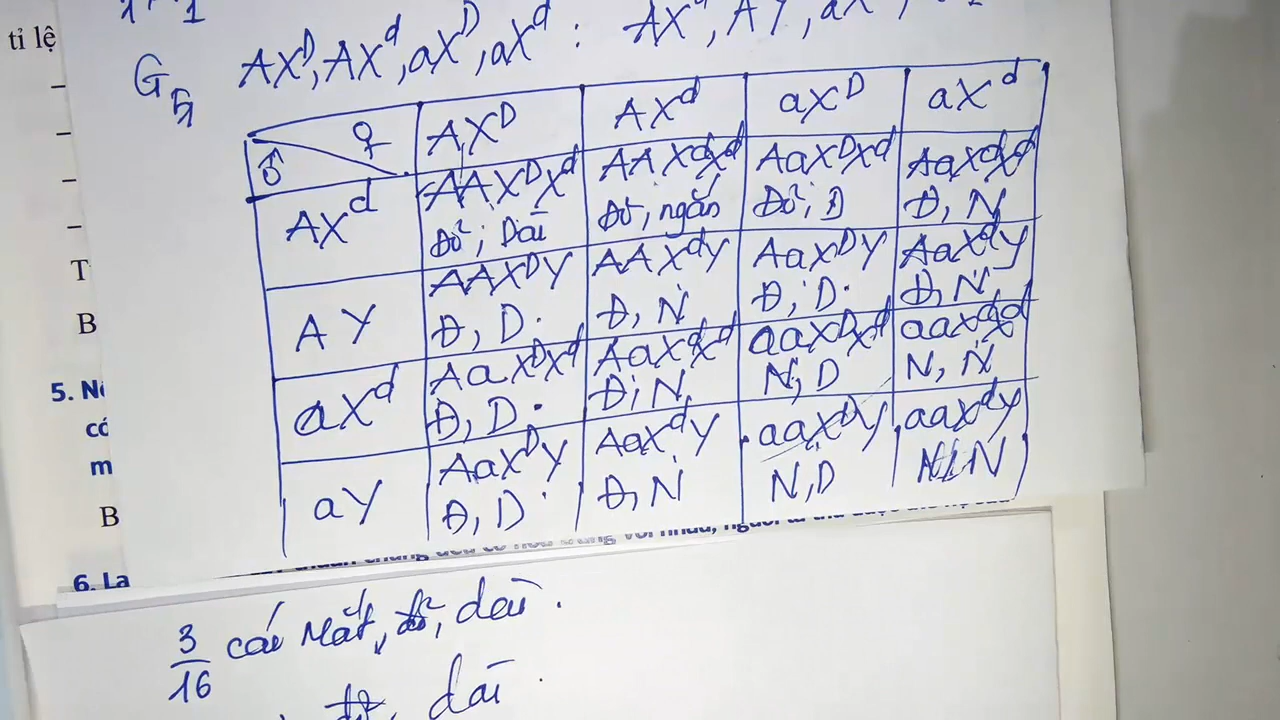 tỉ lệ
G F1 AX^D, AX^d, aX^D, aX^d : AX^d, AY,
♂ ♀ AX^D AX^d aX^D aX^d
AX^d AAX^DX^d AAX^dX^d AaX^DX^d AaX^dX^d
Đỏ, Dài Đỏ, ngắn Đỏ, D Đ, N
AY AAX^DY AAX^dY AaX^DY AaX^dY
Đ, D. Đ, N Đ, D. Đ, N
aX^d AaX^DX^d AaX^dX^d aaX^DX^d aaX^dX^d
Đ, D. Đ, N N, D N, N
aY AaX^DY AaX^dY aaX^DY aaX^dY
Đ, D Đ, N N, D N, N
T
B
5. N
có
m
B
6. La
3/16 cái Mắt, đỏ, dài.
đỏ, dài.